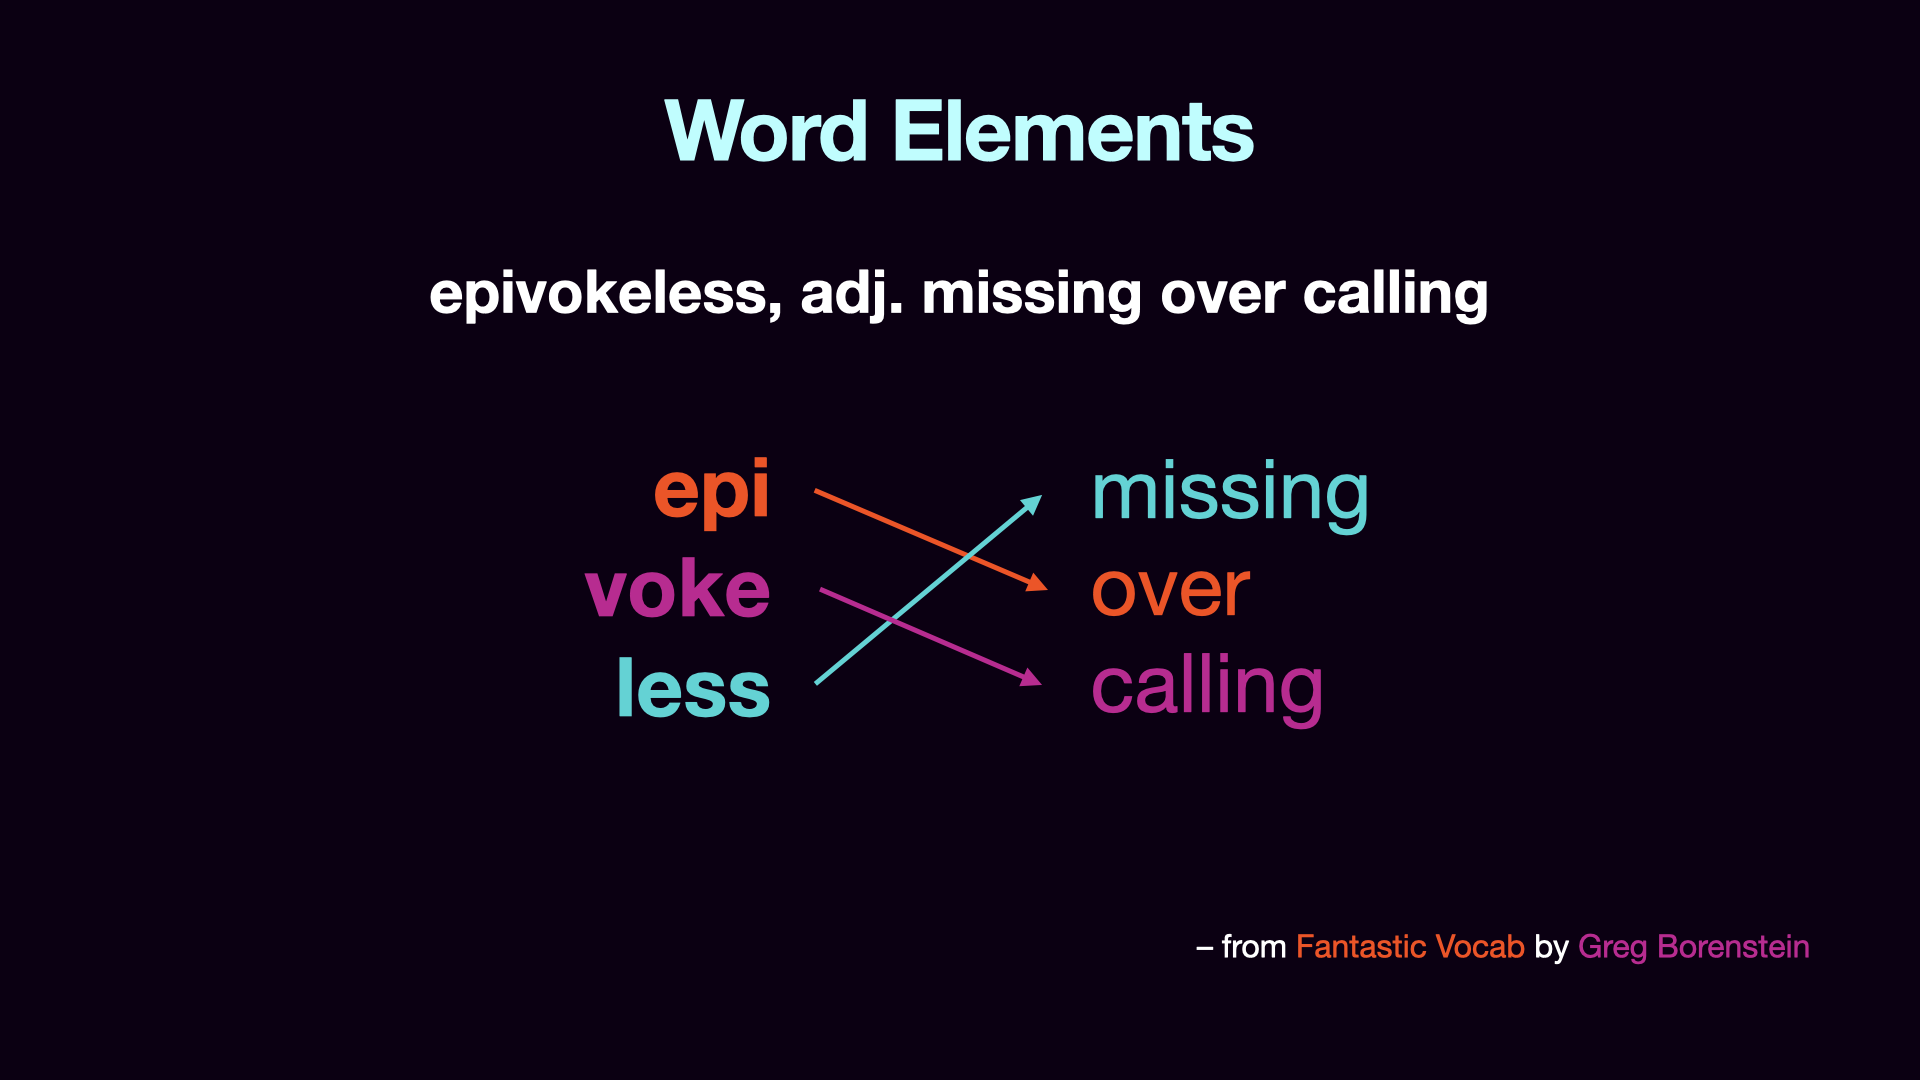 Word Elements
epivokeless, adj. missing over calling
epi
voke
less
missing
over
calling
– from Fantastic Vocab by Greg Borenstein